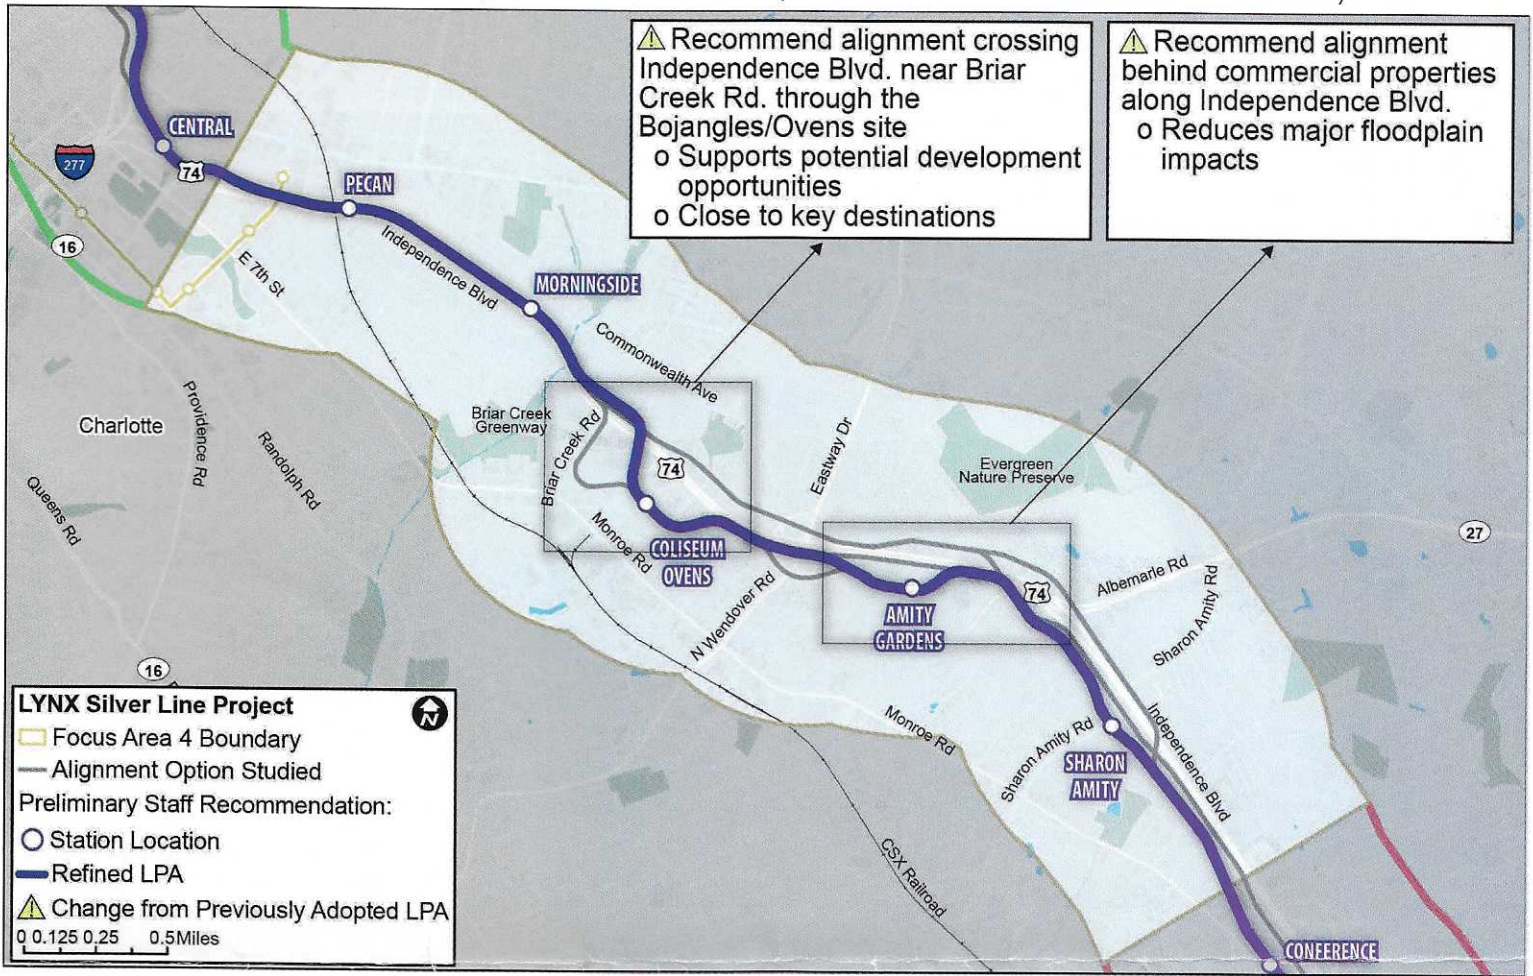 ⚠ Recommend alignment crossing
Independence Blvd. near Briar
Creek Rd. through the
Bojangles/Ovens site
o Supports potential development
opportunities
o Close to key destinations
⚠ Recommend alignment
behind commercial properties
along Independence Blvd.
o Reduces major floodplain
impacts
CENTRAL
277
74
PECAN
16
E 7th St
Independence Blvd
MORNINGSIDE
Commonwealth Ave
Charlotte
Providence Rd
Randolph Rd
Queens Rd
Briar Creek
Greenway
Briar Creek Rd
74
Eastway Dr
Evergreen
Nature Preserve
27
Monroe Rd
COLISEUM
OVENS
N Wendover Rd
AMITY
GARDENS
74
Albemarle Rd
Sharon Amity Rd
16
Monroe Rd
Sharon Amity Rd
SHARON
AMITY
Independence Blvd
CSX Railroad
CONFERENCE
LYNX Silver Line Project
N
Focus Area 4 Boundary
Alignment Option Studied
Preliminary Staff Recommendation:
Station Location
Refined LPA
⚠ Change from Previously Adopted LPA
0 0.125 0.25 0.5Miles